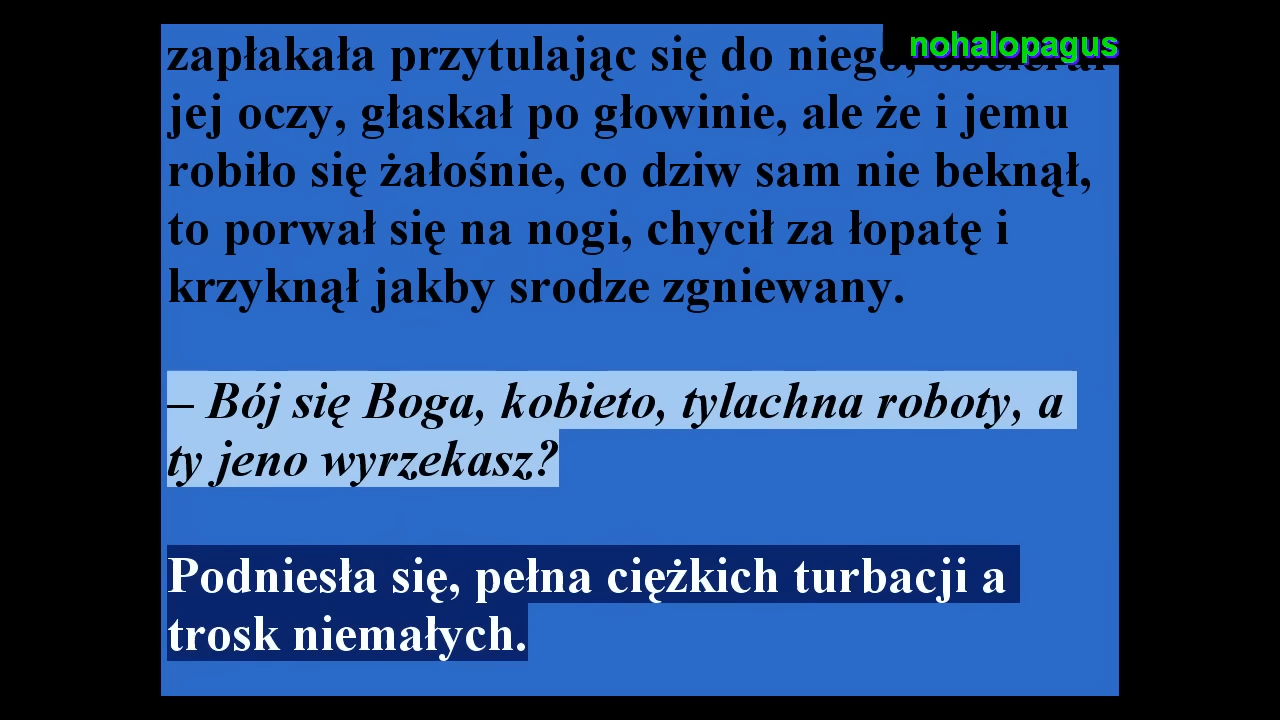 zapłakała przytulając się do niego,
nohalopagus
jej oczy, głaskał po głowinie, ale że i jemu
robiło się żałośnie, co dziw sam nie beknął,
to porwał się na nogi, chycił za łopatę i
krzyknął jakby srodze zgniewany.
– Bój się Boga, kobieto, tylachna roboty, a
ty jeno wyrzekasz?
Podniesła się, pełna ciężkich turbacji a
trosk niemałych.